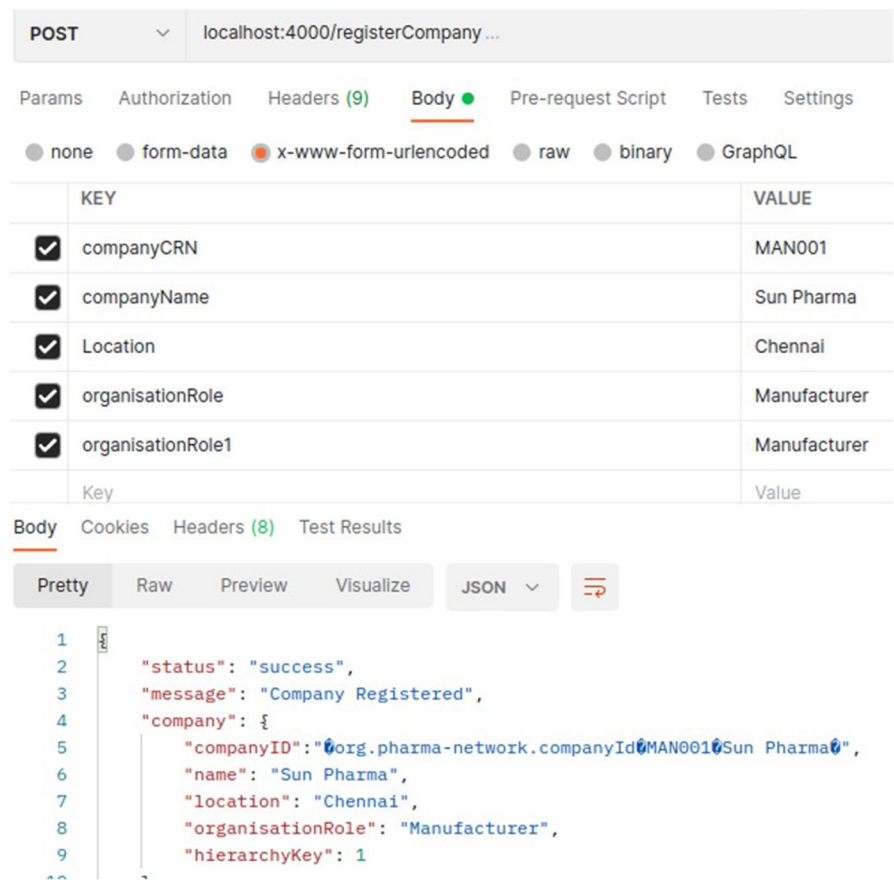 POST localhost:4000/registerCompany ...
Params Authorization Headers (9) Body Pre-request Script Tests Settings
none form-data x-www-form-urlencoded raw binary GraphQL
KEY VALUE
companyCRN MAN001
companyName Sun Pharma
Location Chennai
organisationRole Manufacturer
organisationRole1 Manufacturer
Key Value
Body Cookies Headers (8) Test Results
Pretty Raw Preview Visualize JSON
1 {
2 "status": "success",
3 "message": "Company Registered",
4 "company": {
5 "companyID":"�org.pharma-network.companyId�MAN001�Sun Pharma�",
6 "name": "Sun Pharma",
7 "location": "Chennai",
8 "organisationRole": "Manufacturer",
9 "hierarchyKey": 1